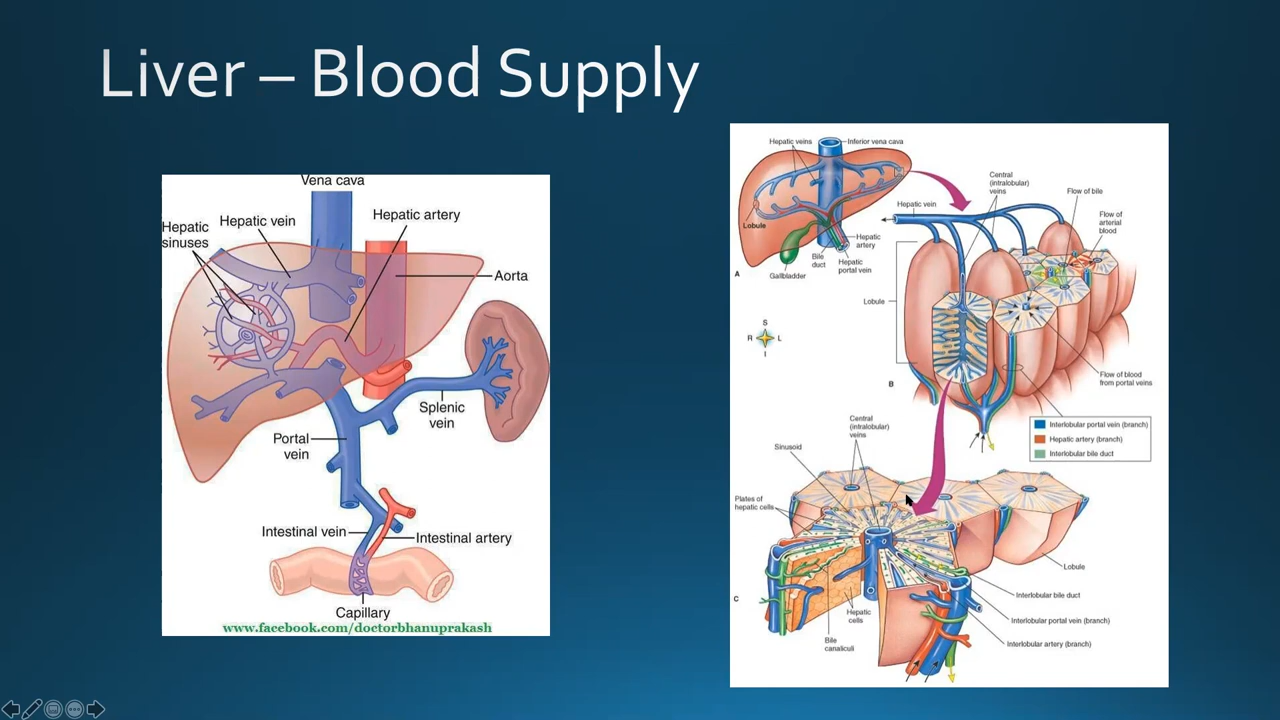 Liver – Blood Supply
Vena cava
Hepatic
sinuses
Hepatic vein
Hepatic artery
Aorta
Splenic
vein
Portal
vein
Intestinal vein
Intestinal artery
Capillary
www.facebook.com/doctorbhanuprakash
Hepatic veins
Inferior vena cava
Lobule
Hepatic
artery
Bile
duct
Hepatic
portal vein
Gallbladder
A
Hepatic vein
Central
(intralobular)
veins
Flow of bile
Flow of
arterial
blood
Lobule
S
R
L
I
B
Flow of blood
from portal veins
Interlobular portal vein (branch)
Hepatic artery (branch)
Interlobular bile duct
Central
(intralobular)
veins
Sinusoid
Plates of
hepatic cells
Lobule
C
Interlobular bile duct
Hepatic
cells
Interlobular portal vein (branch)
Bile
canaliculi
Interlobular artery (branch)